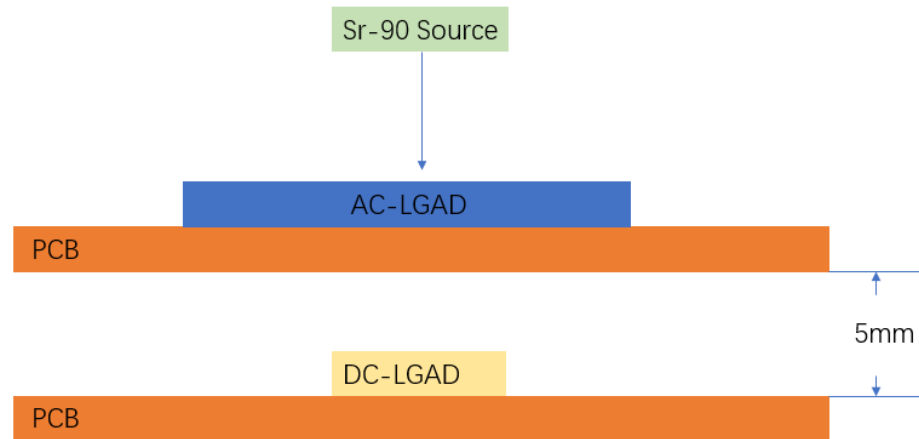 Sr-90 Source
AC-LGAD
PCB
5mm
DC-LGAD
PCB